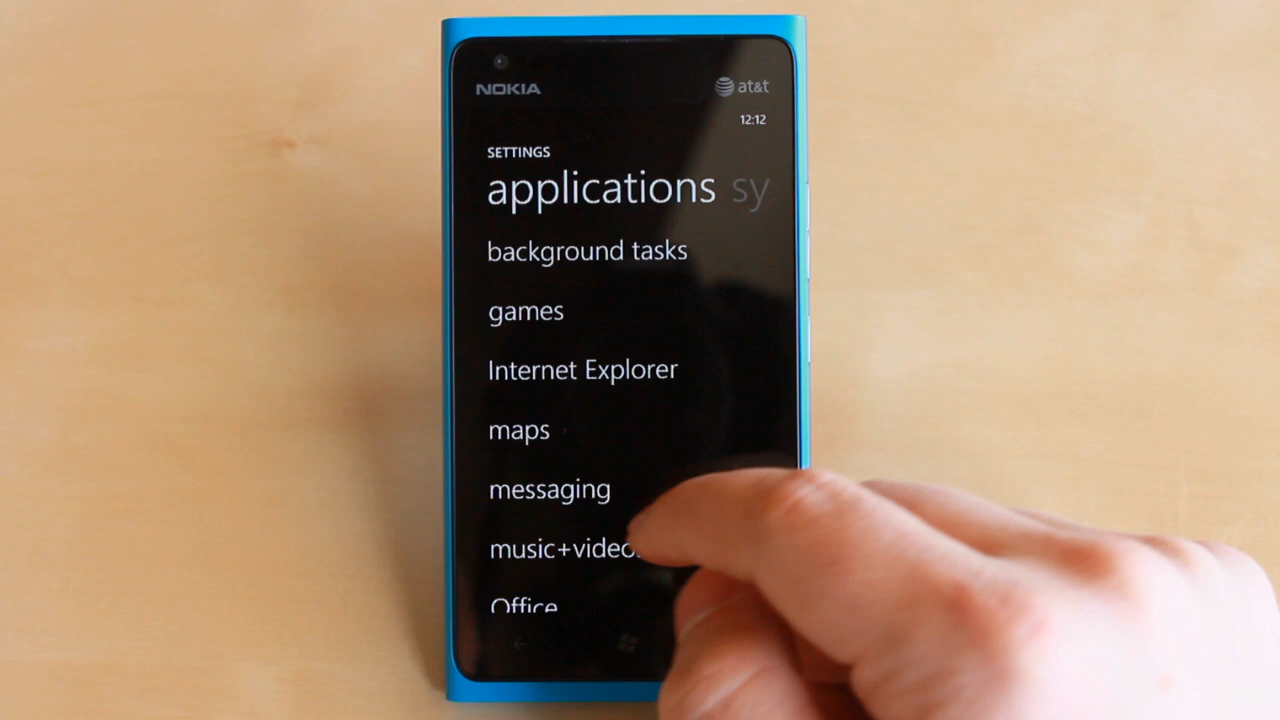 NOKIA
at&t
12:12
SETTINGS
applications sy
background tasks
games
Internet Explorer
maps
messaging
music+video
Office